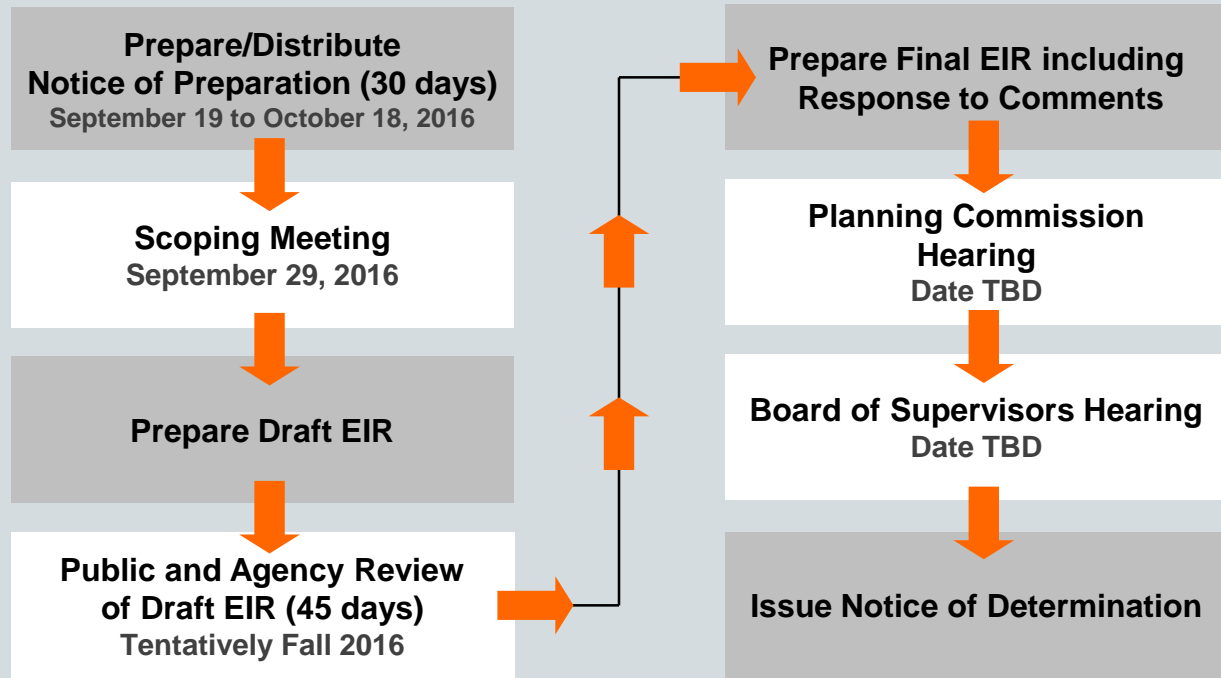 Prepare/Distribute
Notice of Preparation (30 days)
September 19 to October 18, 2016
Scoping Meeting
September 29, 2016
Prepare Draft EIR
Public and Agency Review
of Draft EIR (45 days)
Tentatively Fall 2016
Prepare Final EIR including
Response to Comments
Planning Commission
Hearing
Date TBD
Board of Supervisors Hearing
Date TBD
Issue Notice of Determination